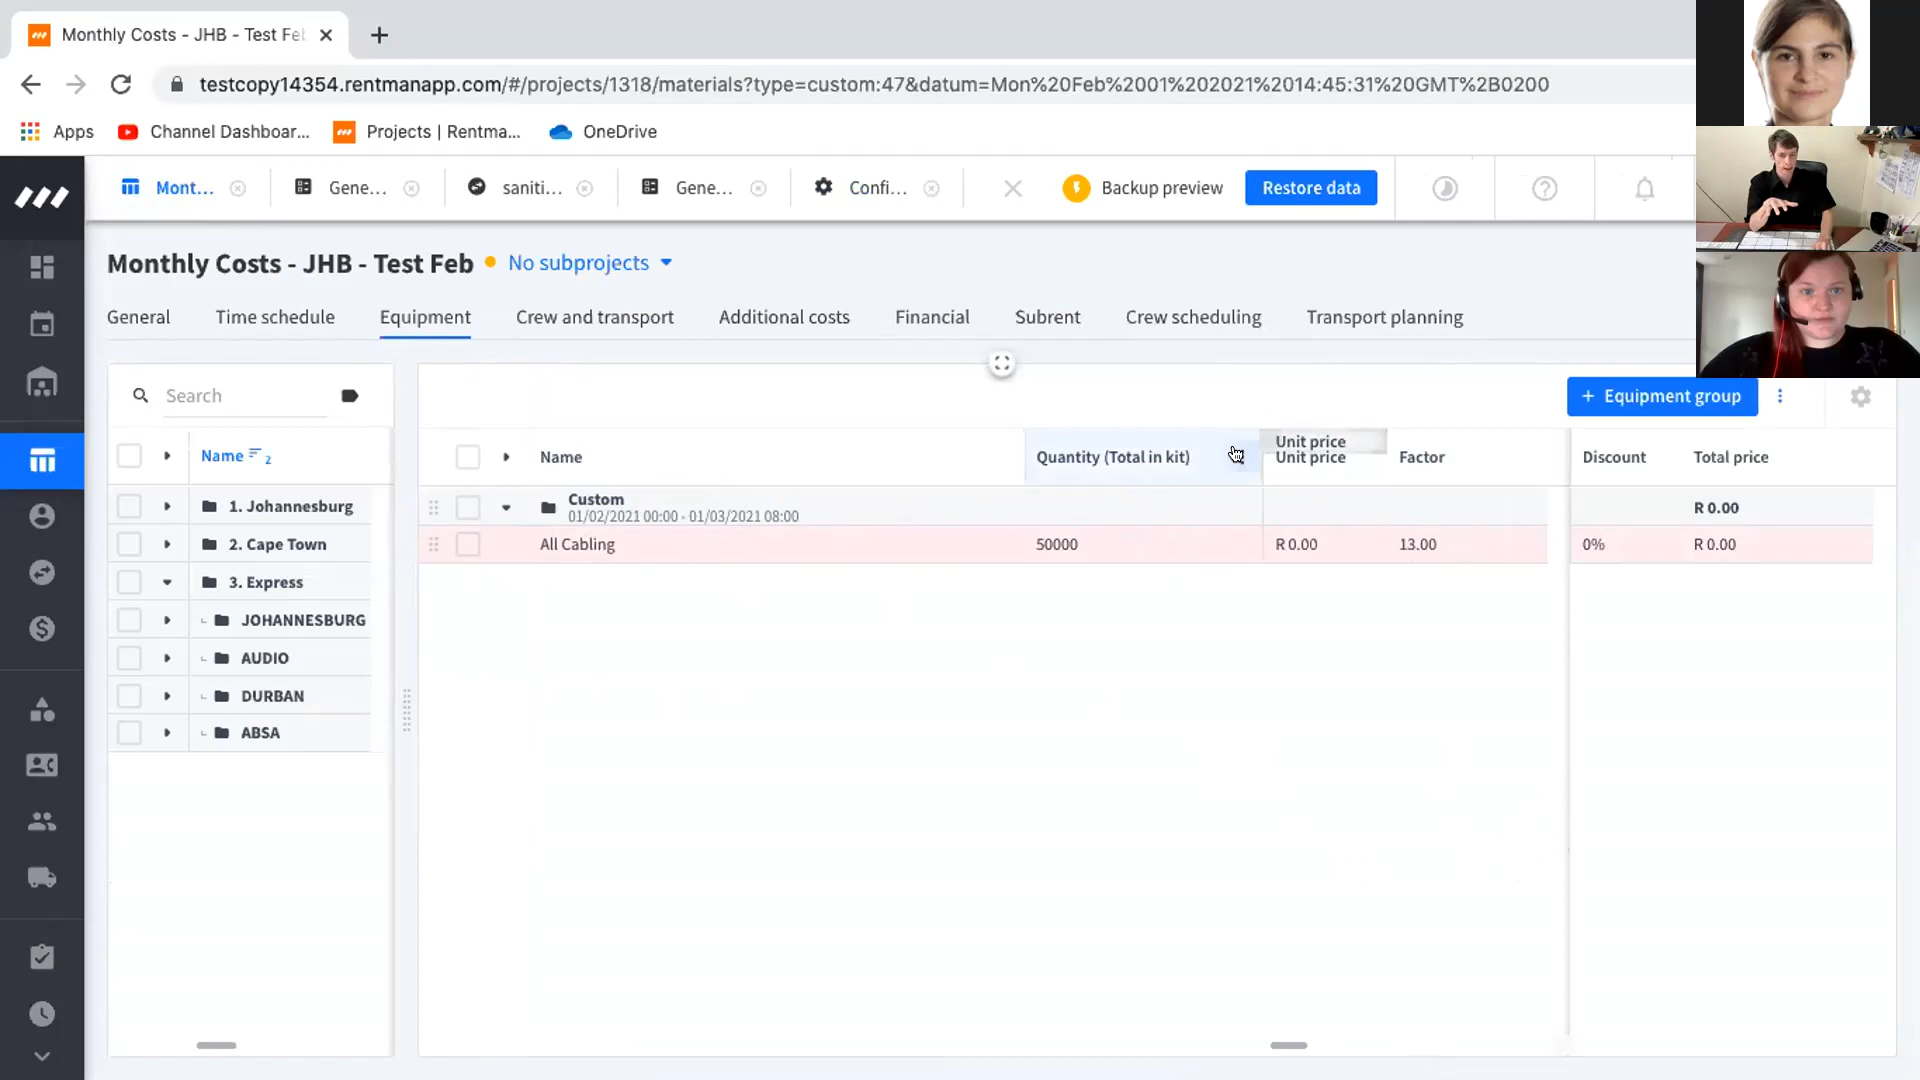 Monthly Costs - JHB - Test Fe
testcopy14354.rentmanapp.com/#/projects/1318/materials?type=custom:47&datum=Mon%20Feb%2001%202021%2014:45:31%20GMT%2B0200
Apps Channel Dashboar... Projects | Rentma... OneDrive
Mont... Gene... saniti... Gene... Confi... Backup preview Restore data
Monthly Costs - JHB - Test Feb No subprojects
General Time schedule Equipment Crew and transport Additional costs Financial Subrent Crew scheduling Transport planning
Search
+ Equipment group
Name 2
Name Quantity (Total in kit) Unit price Factor Discount Total price
Unit price
1. Johannesburg
2. Cape Town
3. Express
JOHANNESBURG
AUDIO
DURBAN
ABSA
Custom R 0.00
01/02/2021 00:00 - 01/03/2021 08:00
All Cabling 50000 R 0.00 13.00 0% R 0.00